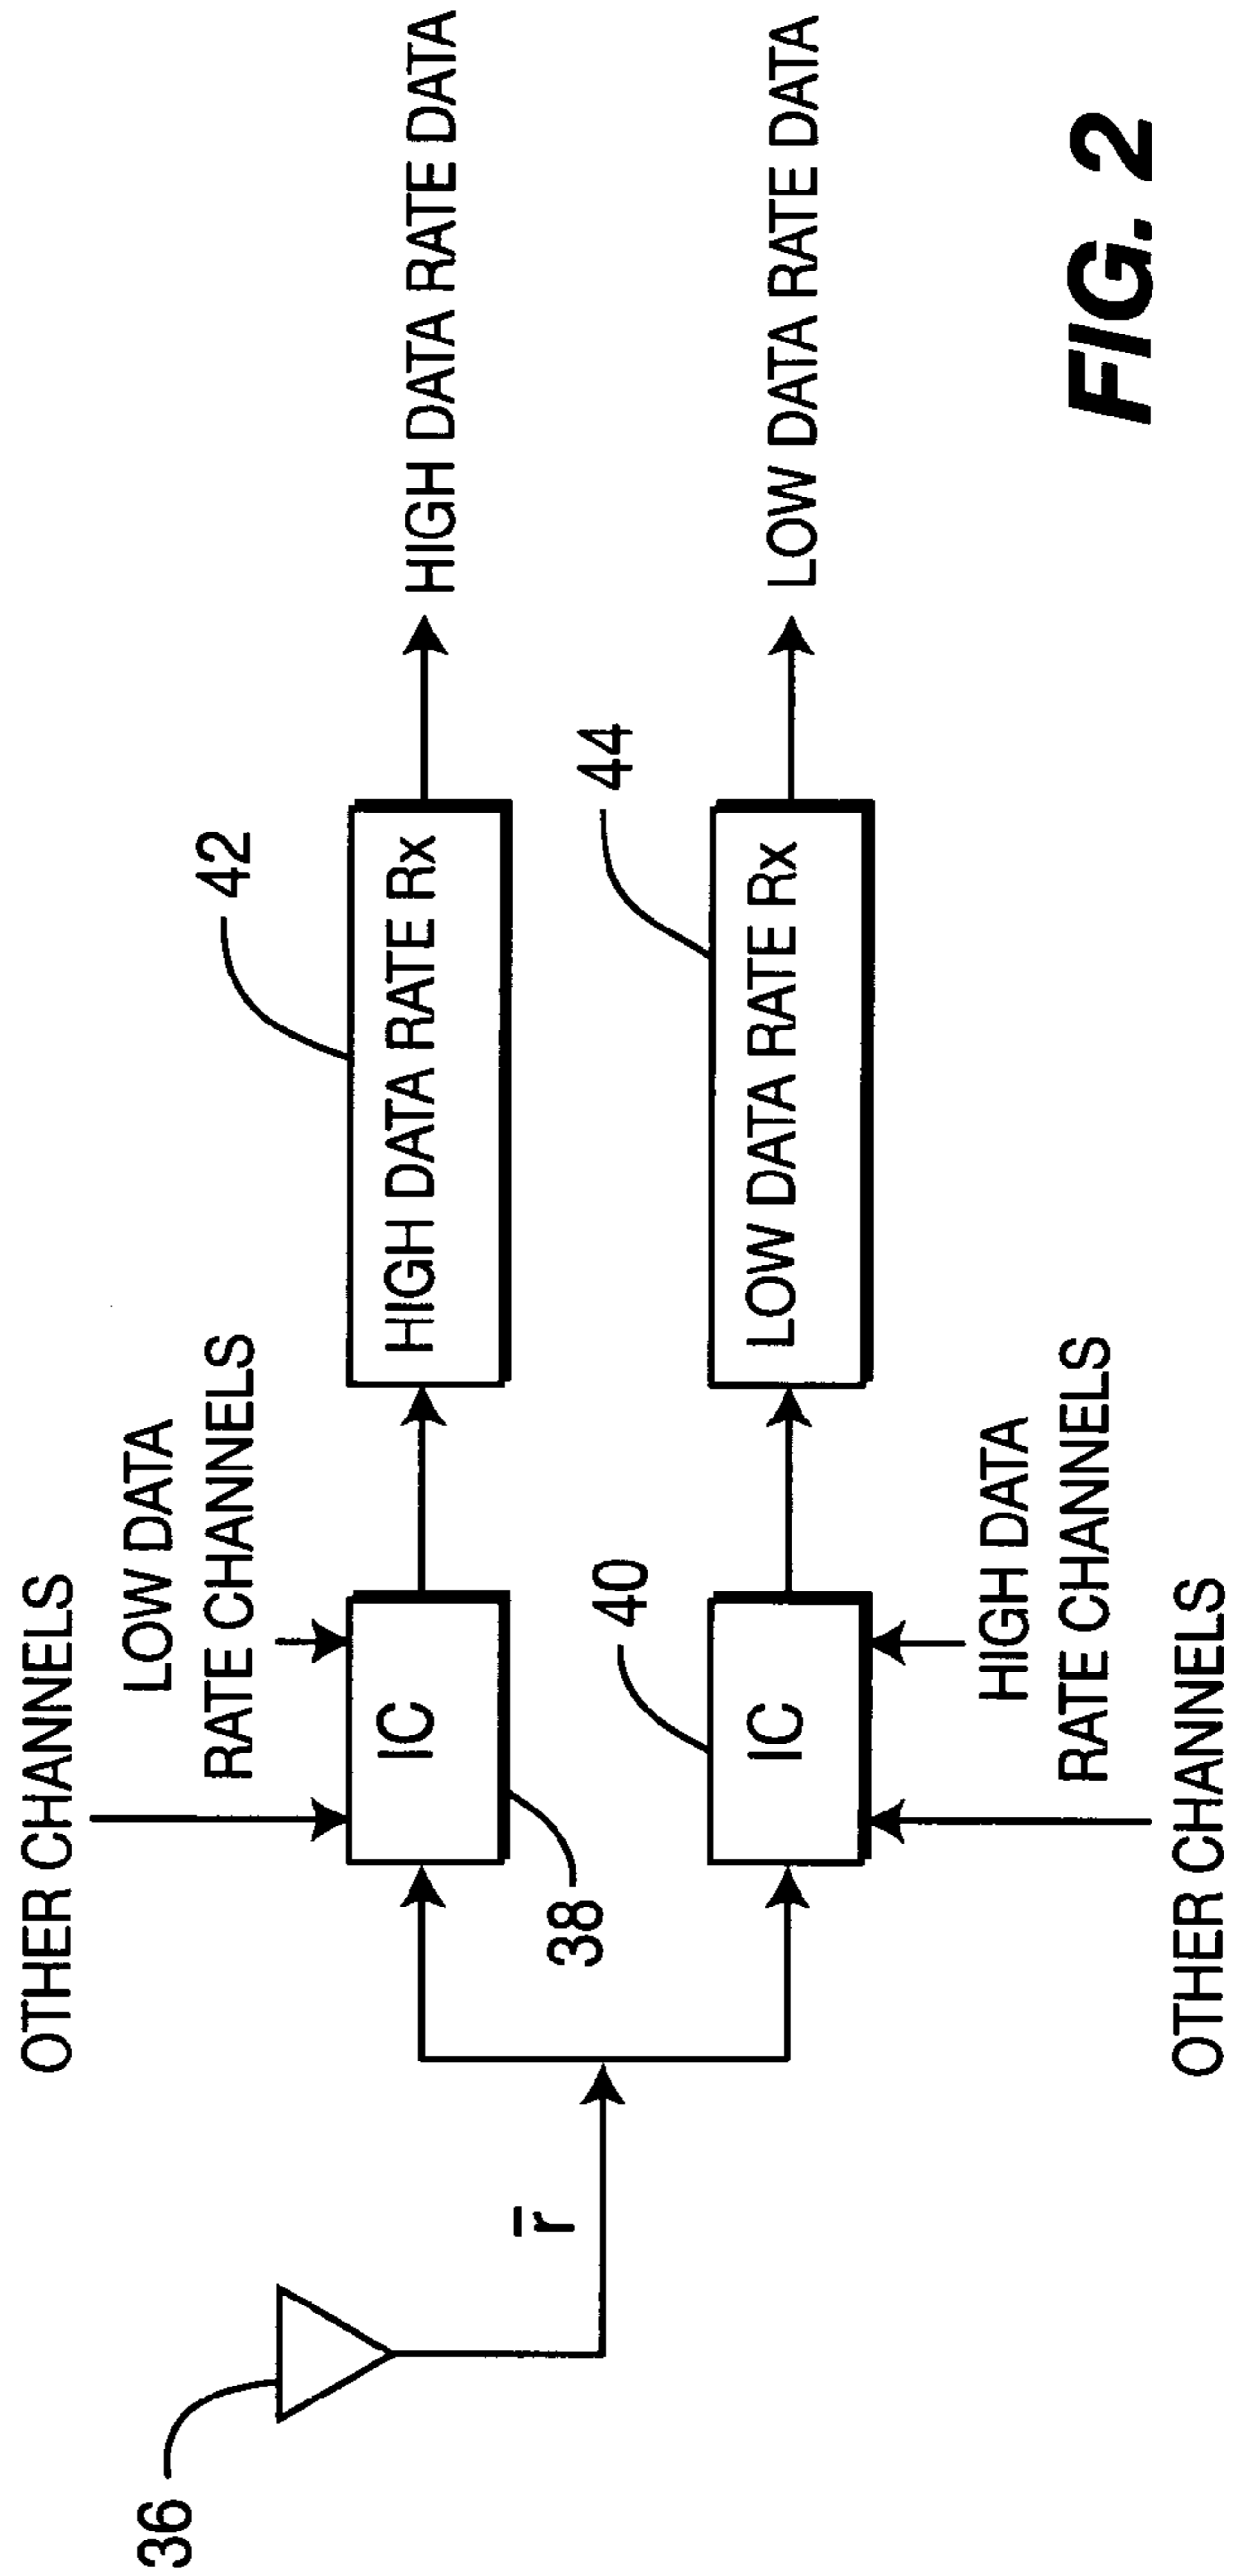 OTHER CHANNELS
LOW DATA
RATE CHANNELS
42
36
IC
HIGH DATA RATE Rx
HIGH DATA RATE DATA
r̄
38
40
44
IC
LOW DATA RATE Rx
LOW DATA RATE DATA
HIGH DATA
RATE CHANNELS
OTHER CHANNELS
FIG. 2